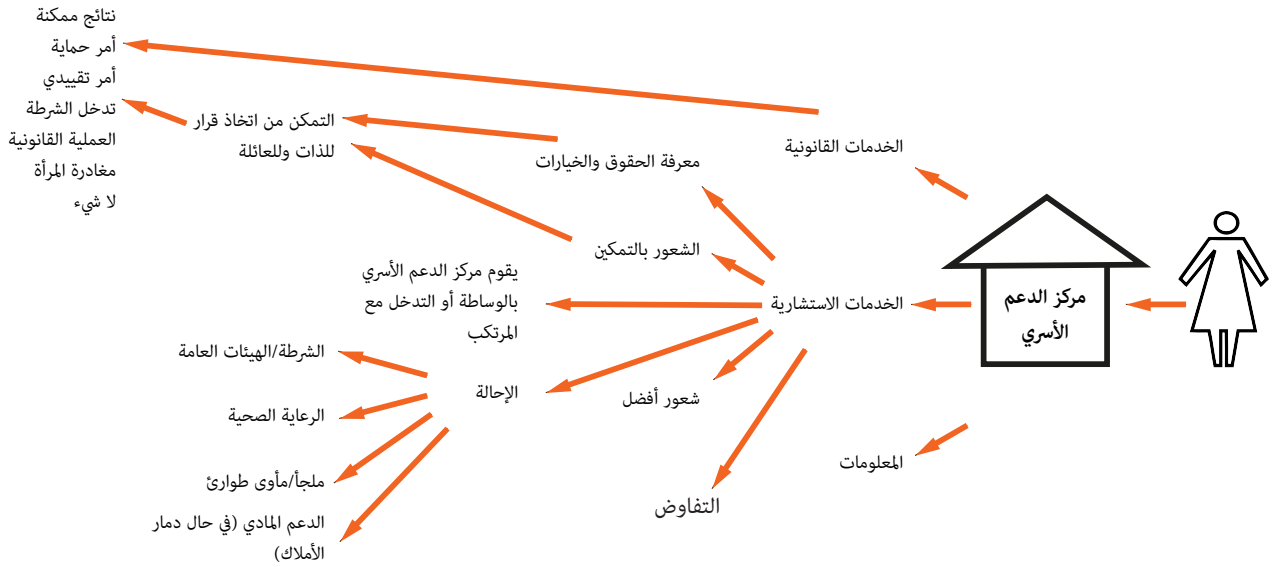 مركز الدعم
الأسري
الخدمات القانونية
الخدمات الاستشارية
المعلومات
معرفة الحقوق والخيارات
الشعور بالتمكين
يقوم مركز الدعم الأسري
بالوساطة أو التدخل مع
المرتكب
الإحالة
شعور أفضل
التفاوض
التمكن من اتخاذ قرار
للذات وللعائلة
الشرطة/الهيئات العامة
الرعاية الصحية
ملجأ/مأوى طوارئ
الدعم المادي (في حال دمار
الأملاك)
نتائج ممكنة
أمر حماية
أمر تقييدي
تدخل الشرطة
العملية القانونية
مغادرة المرأة
لا شيء